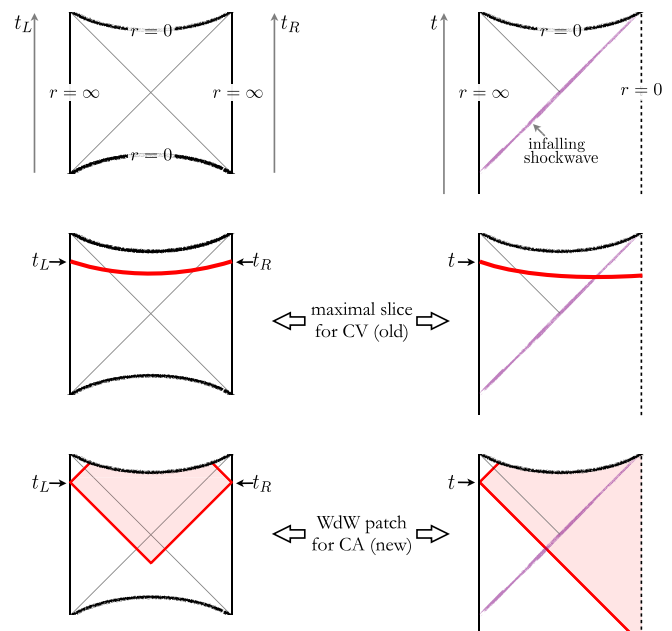 t_L
r = 0
t_R
t
r = 0
r = ∞
r = ∞
r = ∞
r = 0
infalling
shockwave
r = 0
t_L
t_R
t
maximal slice
for CV (old)
t_L
t_R
t
WdW patch
for CA (new)